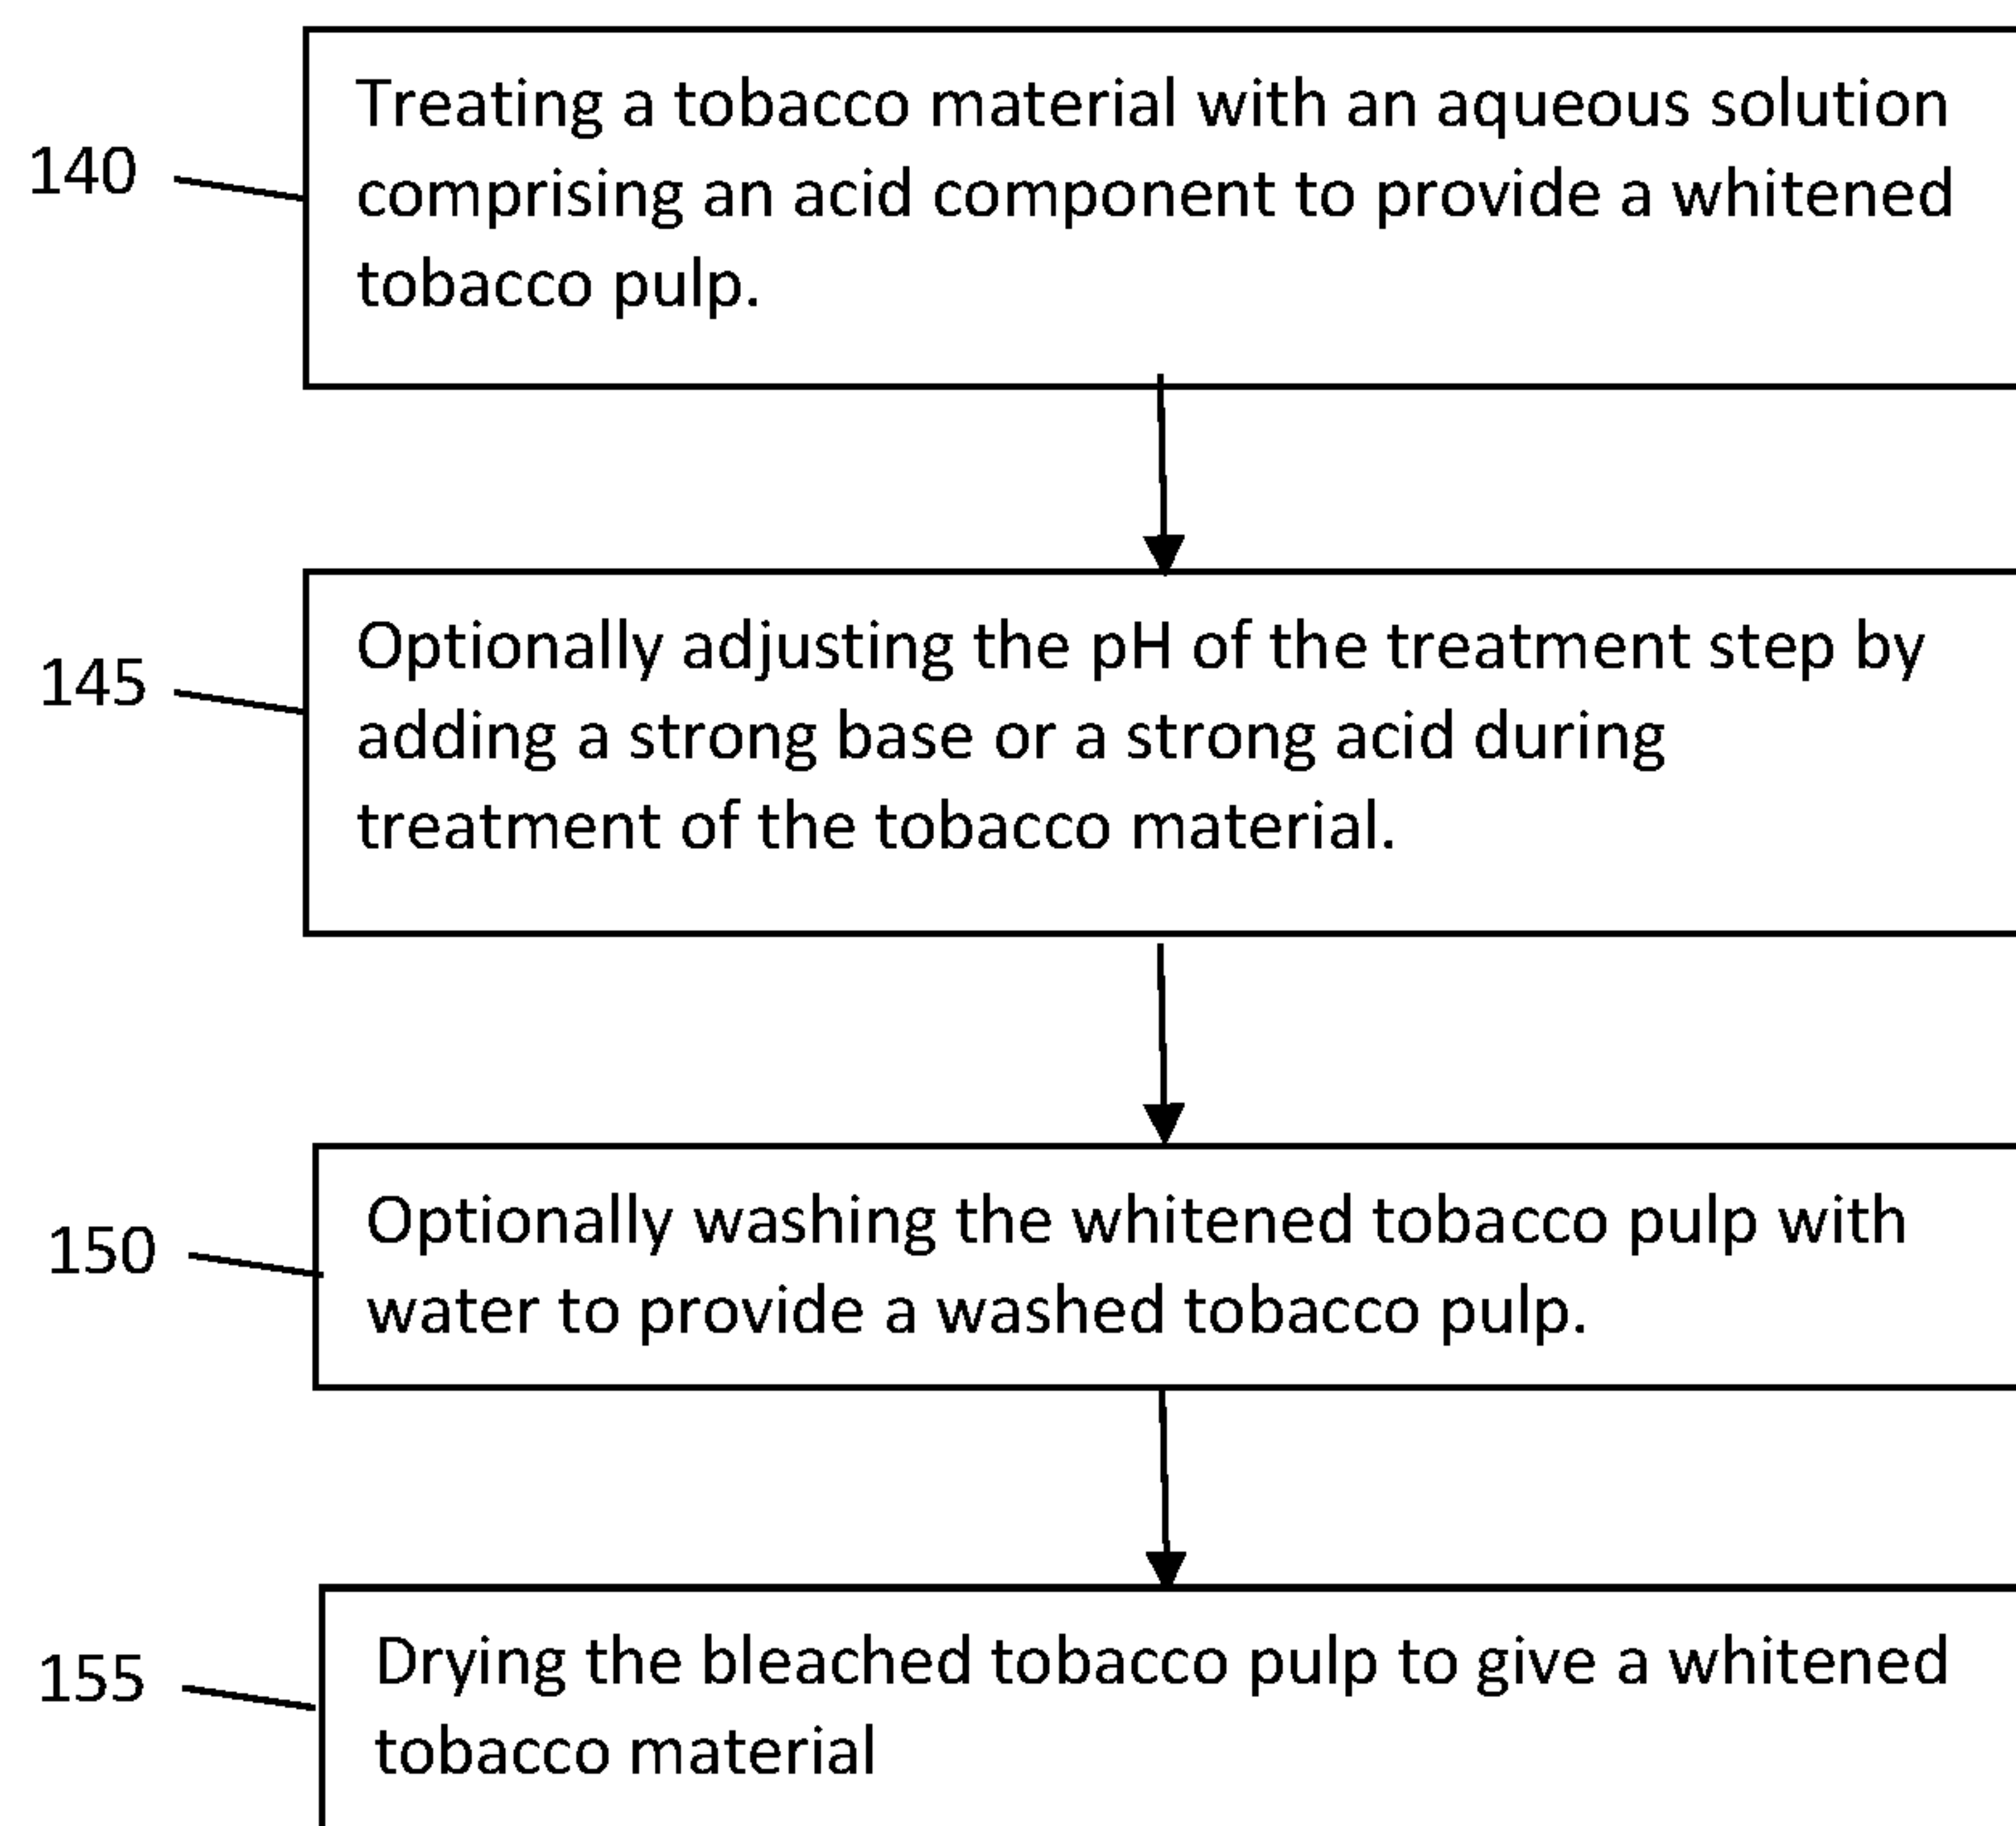 140
Treating a tobacco material with an aqueous solution
comprising an acid component to provide a whitened
tobacco pulp.
145
Optionally adjusting the pH of the treatment step by
adding a strong base or a strong acid during
treatment of the tobacco material.
150
Optionally washing the whitened tobacco pulp with
water to provide a washed tobacco pulp.
155
Drying the bleached tobacco pulp to give a whitened
tobacco material